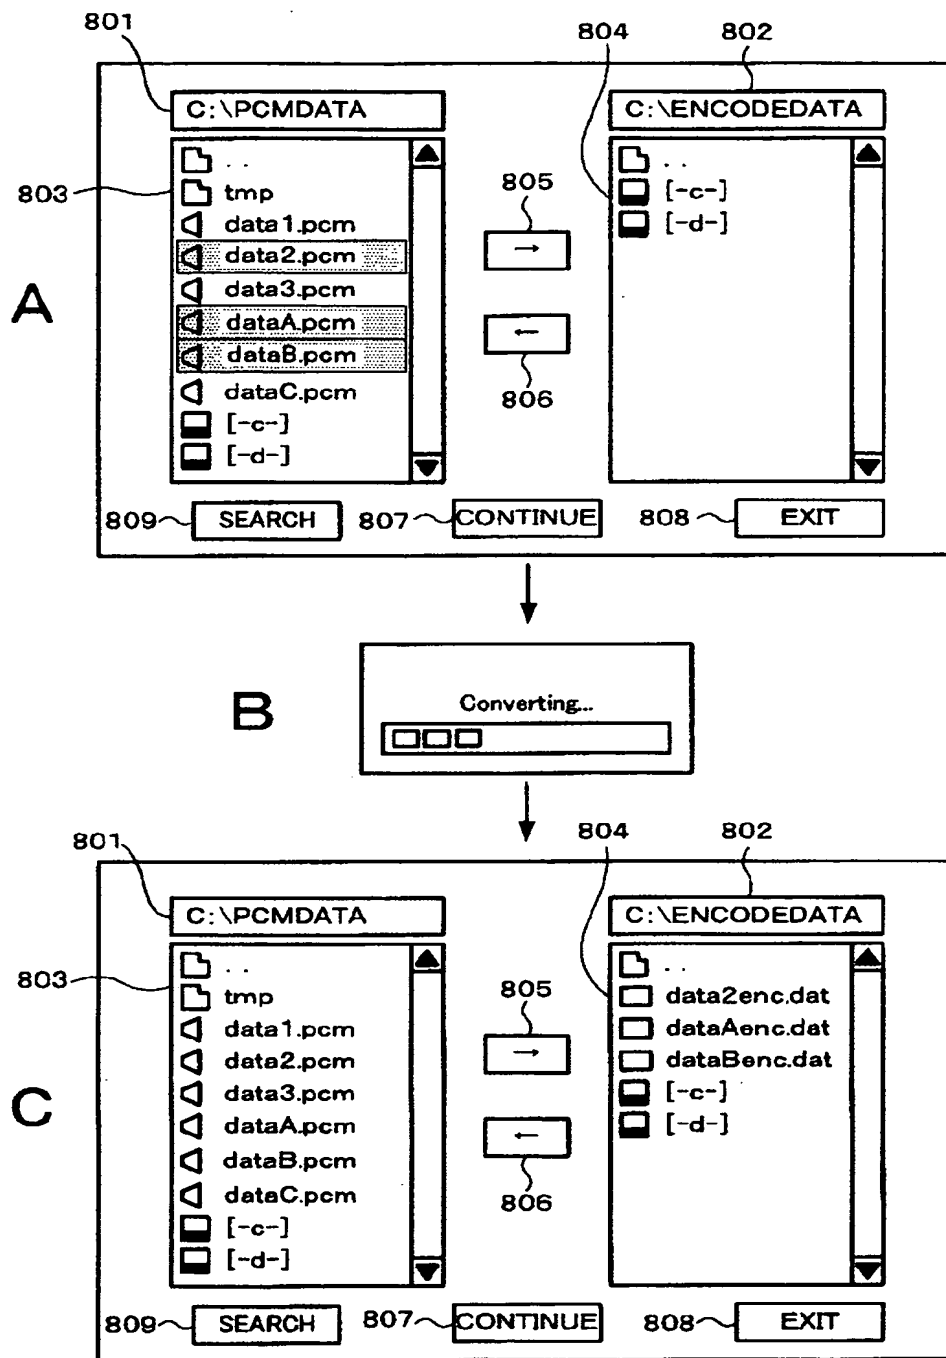 801
804
802
C:\PCMDATA
C:\ENCODEDATA
803
. .
tmp
data1.pcm
data2.pcm
data3.pcm
dataA.pcm
dataB.pcm
dataC.pcm
[-c-]
[-d-]
805
→
←
806
. .
[-c-]
[-d-]
A
809
SEARCH
807
CONTINUE
808
EXIT
B
Converting...
801
804
802
C:\PCMDATA
C:\ENCODEDATA
803
. .
tmp
data1.pcm
data2.pcm
data3.pcm
dataA.pcm
dataB.pcm
dataC.pcm
[-c-]
[-d-]
805
→
←
806
. .
data2enc.dat
dataAenc.dat
dataBenc.dat
[-c-]
[-d-]
C
809
SEARCH
807
CONTINUE
808
EXIT